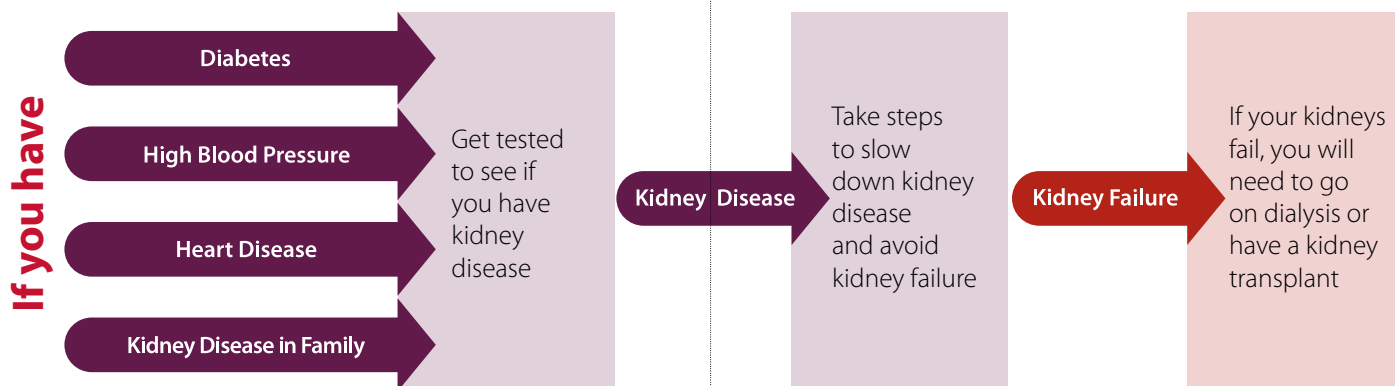 If you have
Diabetes
High Blood Pressure
Heart Disease
Kidney Disease in Family
Get tested
to see if
you have
kidney
disease
Kidney Disease
Take steps
to slow
down kidney
disease
and avoid
kidney failure
Kidney Failure
If your kidneys
fail, you will
need to go
on dialysis or
have a kidney
transplant